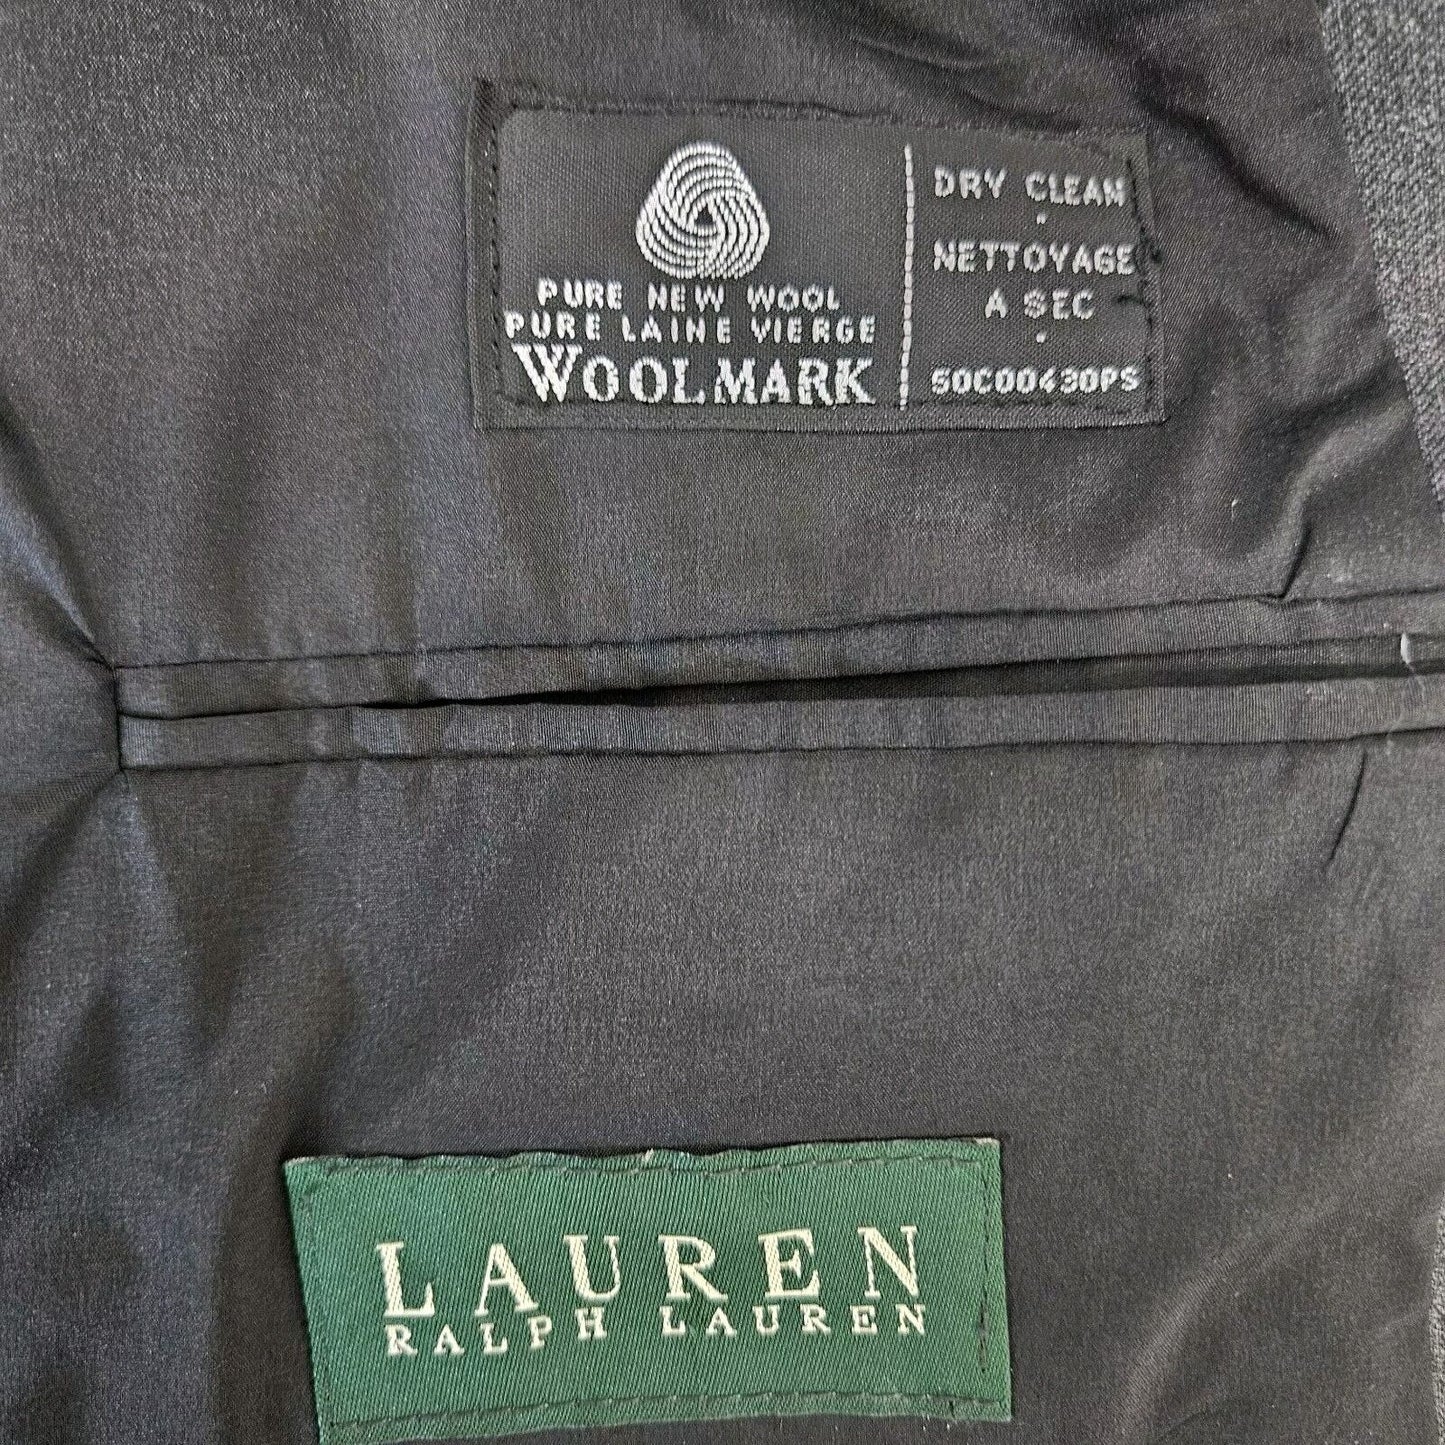 PURE NEW WOOL
PURE LAINE VIERGE
WOOLMARK
DRY CLEAN
NETTOYAGE
A SEC
50C00430PS
LAUREN
RALPH LAUREN